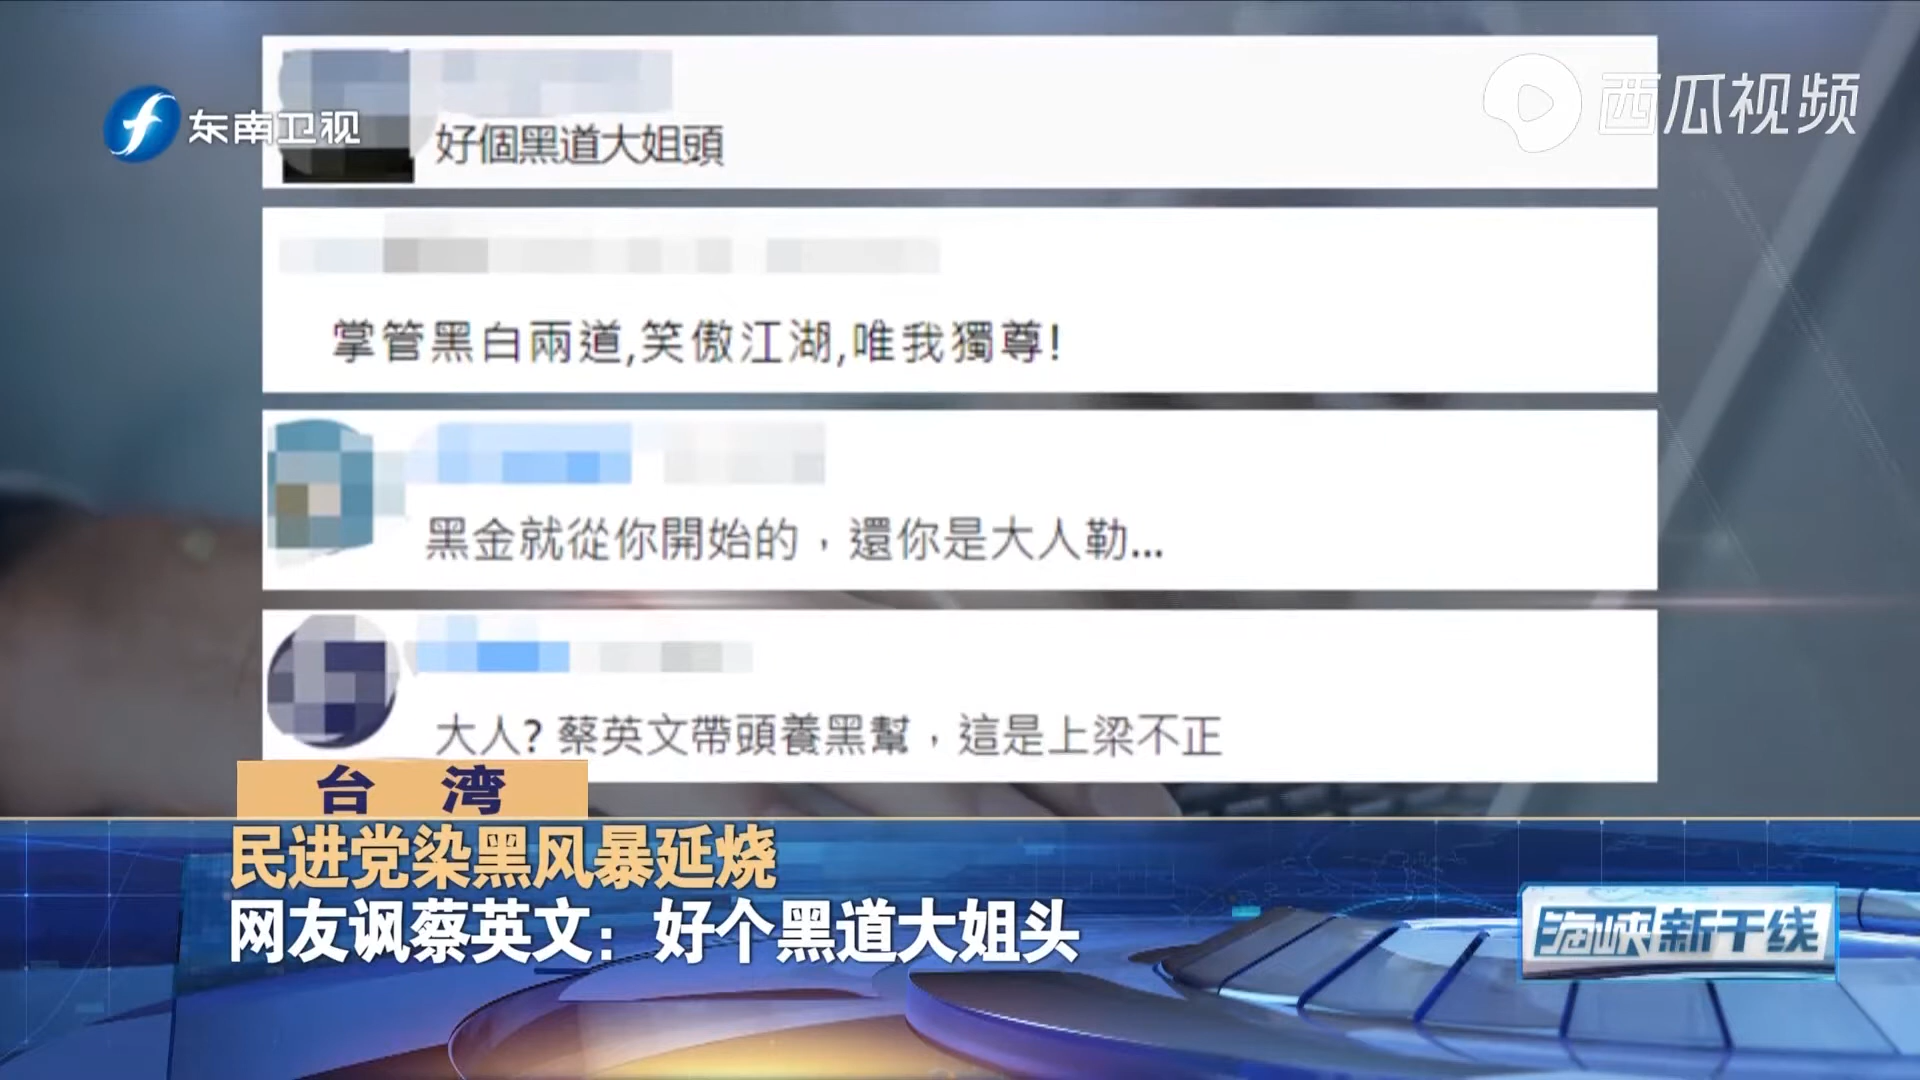 东南卫视
西瓜视频
好個黑道大姐頭
掌管黑白兩道,笑傲江湖,唯我獨尊!
黑金就從你開始的，還你是大人勒...
大人? 蔡英文帶頭養黑幫，這是上梁不正
台 湾
民进党染黑风暴延烧
网友讽蔡英文：好个黑道大姐头
海峡新干线